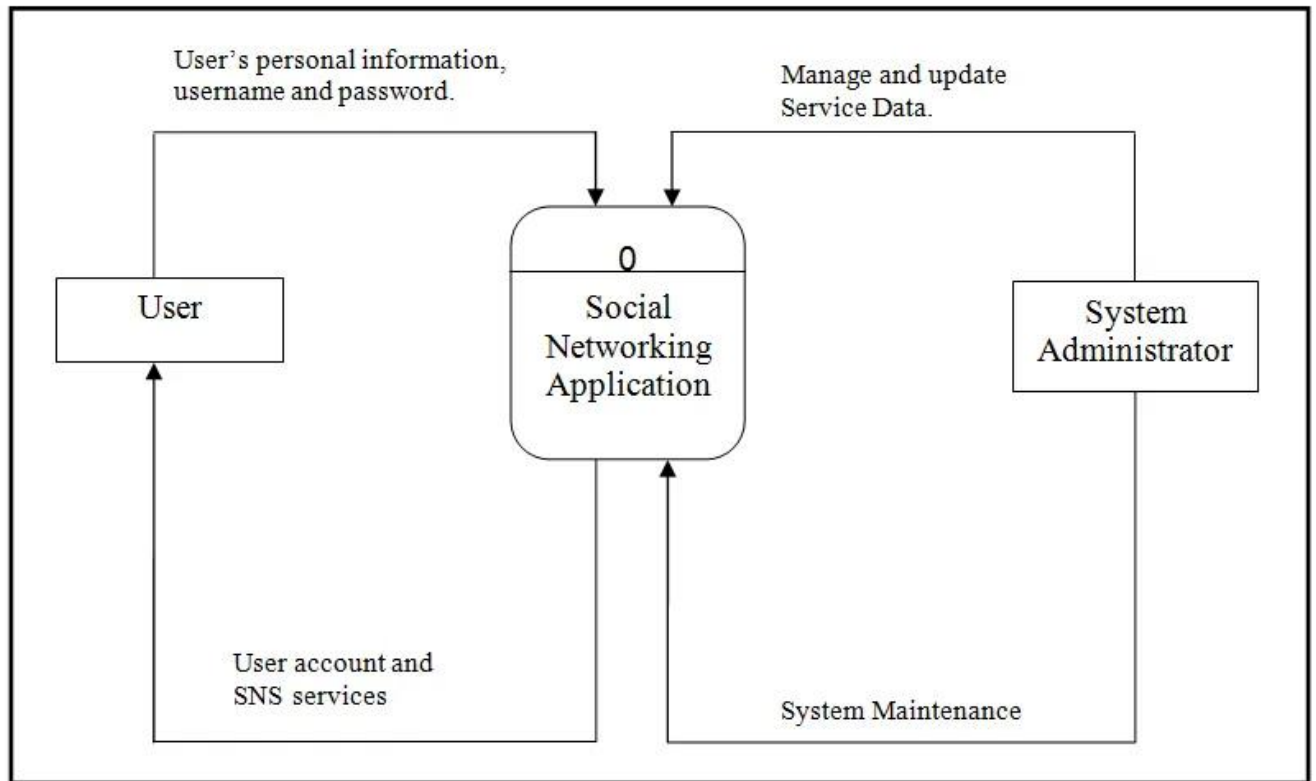 User’s personal information,
username and password.
Manage and update
Service Data.
0
User
Social
Networking
Application
System
Administrator
User account and
SNS services
System Maintenance